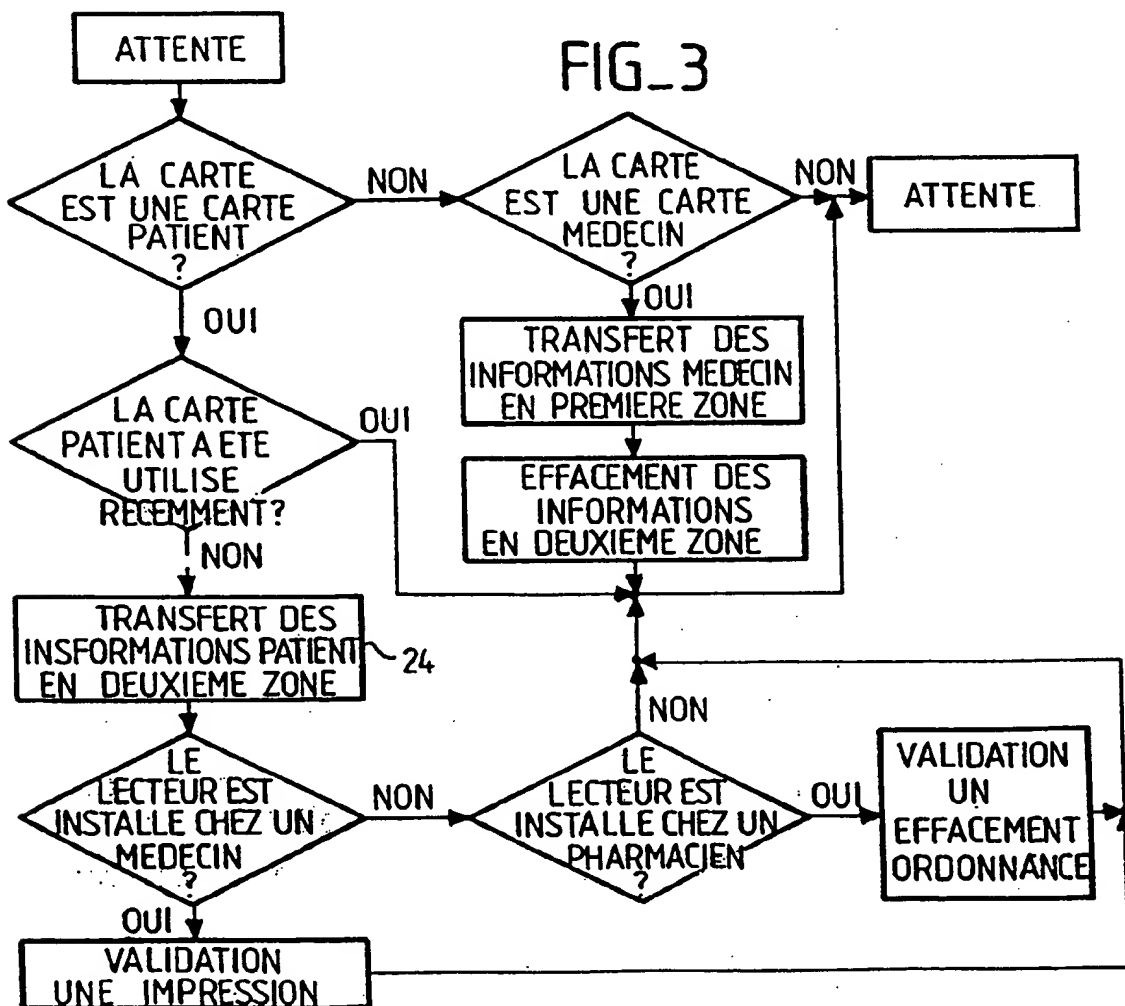 ATTENTE
FIG_3
LA CARTE
EST UNE CARTE
PATIENT
?
NON
LA CARTE
EST UNE CARTE
MEDECIN
?
NON
ATTENTE
OUI
OUI
TRANSFERT DES
INFORMATIONS MEDECIN
EN PREMIERE ZONE
LA CARTE
PATIENT A ETE
UTILISE
RECEMMENT?
OUI
EFFACEMENT DES
INFORMATIONS
EN DEUXIEME ZONE
NON
TRANSFERT DES
INSFORMATIONS PATIENT
EN DEUXIEME ZONE
24
NON
LE
LECTEUR EST
INSTALLE CHEZ UN
MEDECIN
?
NON
LE
LECTEUR EST
INSTALLE CHEZ UN
PHARMACIEN
?
OUI
VALIDATION
UN
EFFACEMENT
ORDONNANCE
OUI
VALIDATION
UNE IMPRESSION